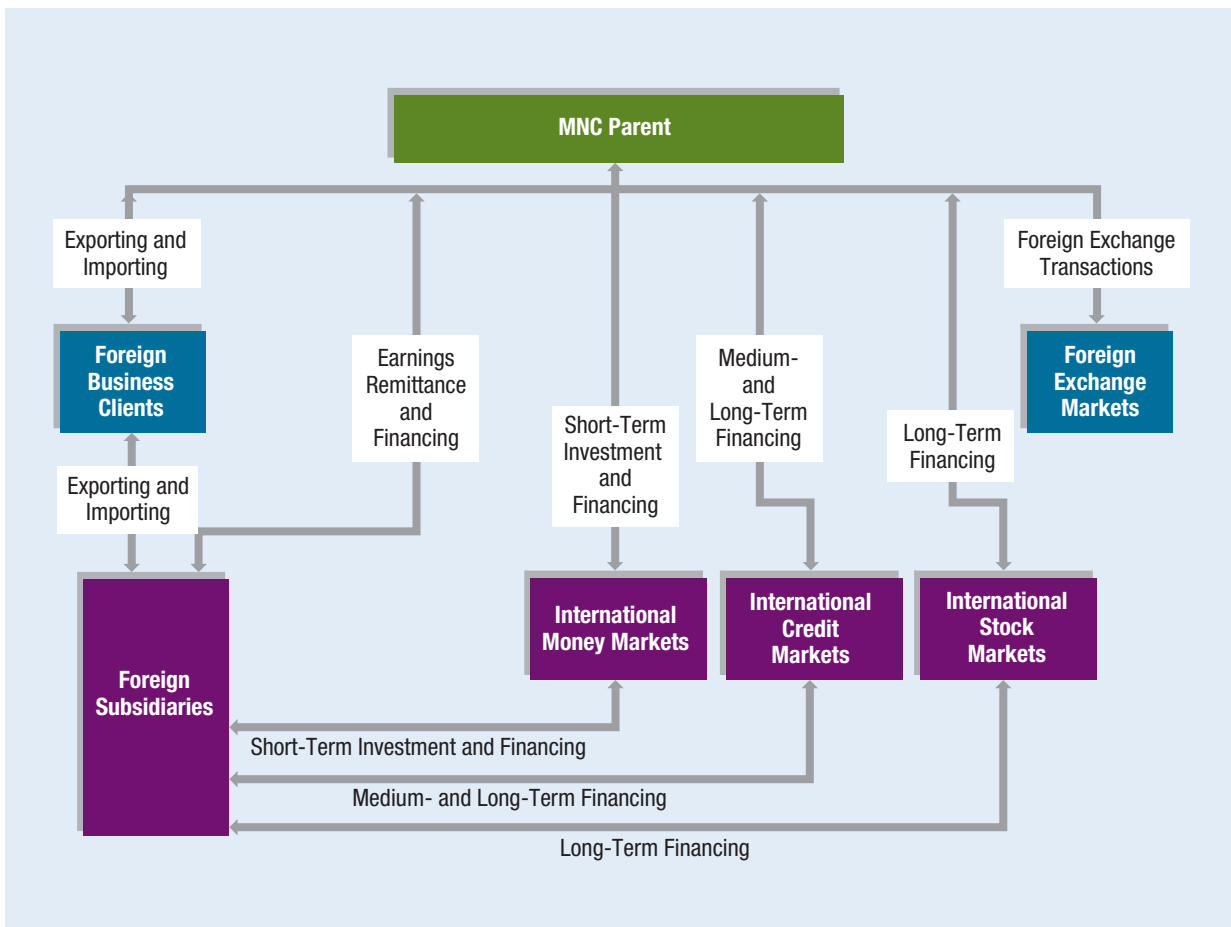 MNC Parent
Exporting and
Importing
Foreign Exchange
Transactions
Foreign
Business
Clients
Earnings
Remittance
and
Financing
Short-Term
Investment
and
Financing
Medium-
and
Long-Term
Financing
Long-Term
Financing
Foreign
Exchange
Markets
Exporting and
Importing
Foreign
Subsidiaries
International
Money Markets
International
Credit
Markets
International
Stock
Markets
Short-Term Investment and Financing
Medium- and Long-Term Financing
Long-Term Financing